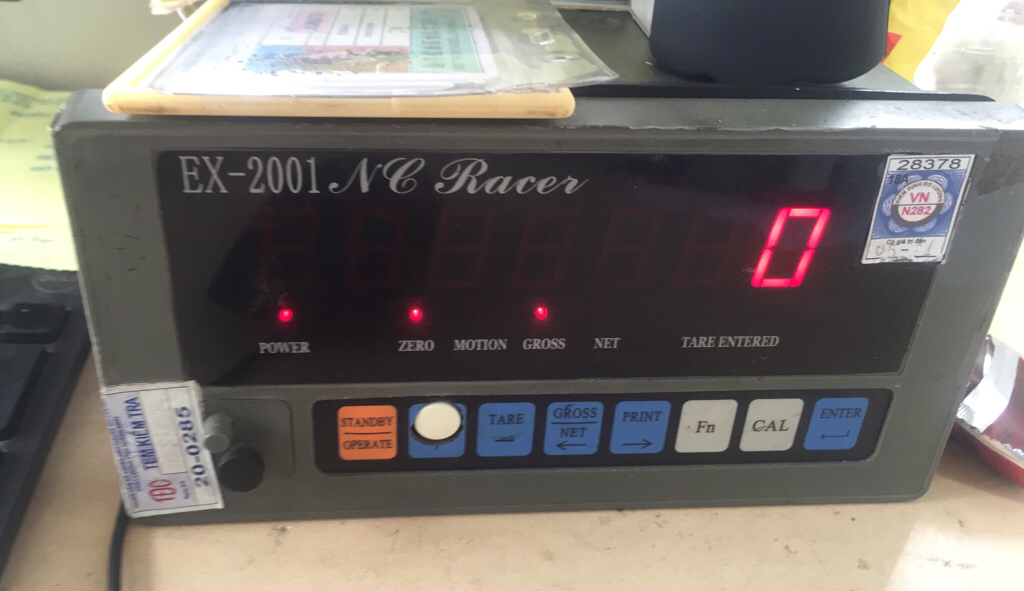 EX-2001 NC Racer
28378
VN
N282
0
POWER
ZERO
MOTION
GROSS
NET
TARE ENTERED
STANDBY
OPERATE
TARE
GROSS
NET
PRINT
Fn
CAL
ENTER
TEM KIỂM TRA
20-0285